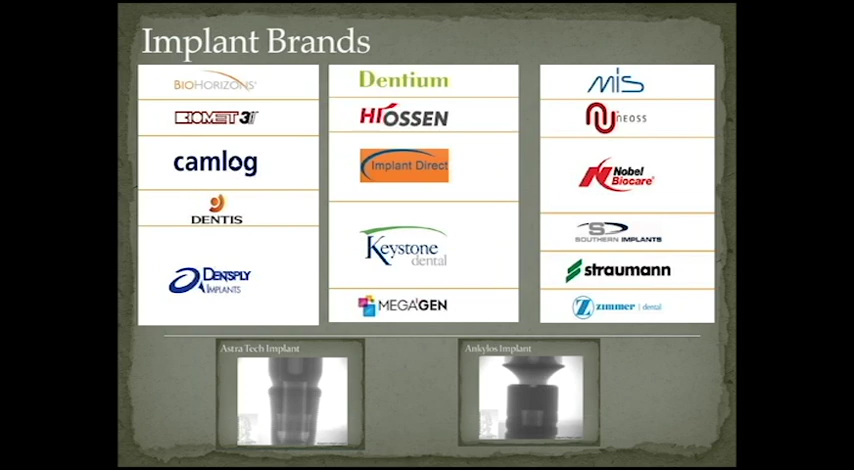 Implant Brands
BIOHORIZONS®
BIOMET 3i
camlog
DENTIS
DENTSPLY
IMPLANTS
Dentium
HIOSSEN
Implant Direct
Keystone
dental
MEGA'GEN
MIS
NEOSS
Nobel
Biocare®
SOUTHERN IMPLANTS
straumann
zimmer | dental
Astra Tech Implant
Ankylos Implant